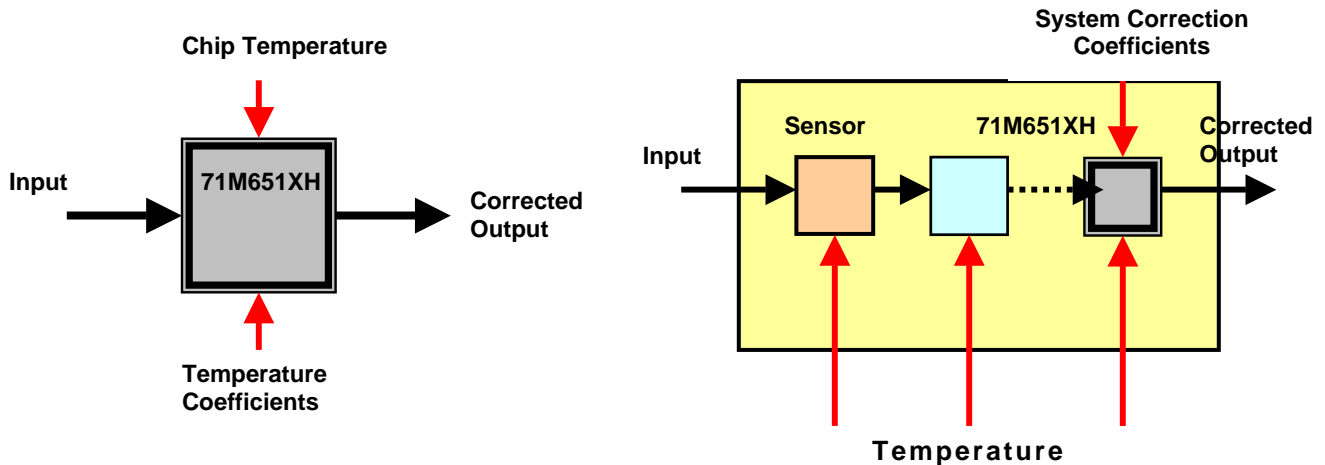 Chip Temperature
Input
71M651XH
Corrected
Output
Temperature
Coefficients
System Correction
Coefficients
Sensor
71M651XH
Input
Corrected
Output
Temperature